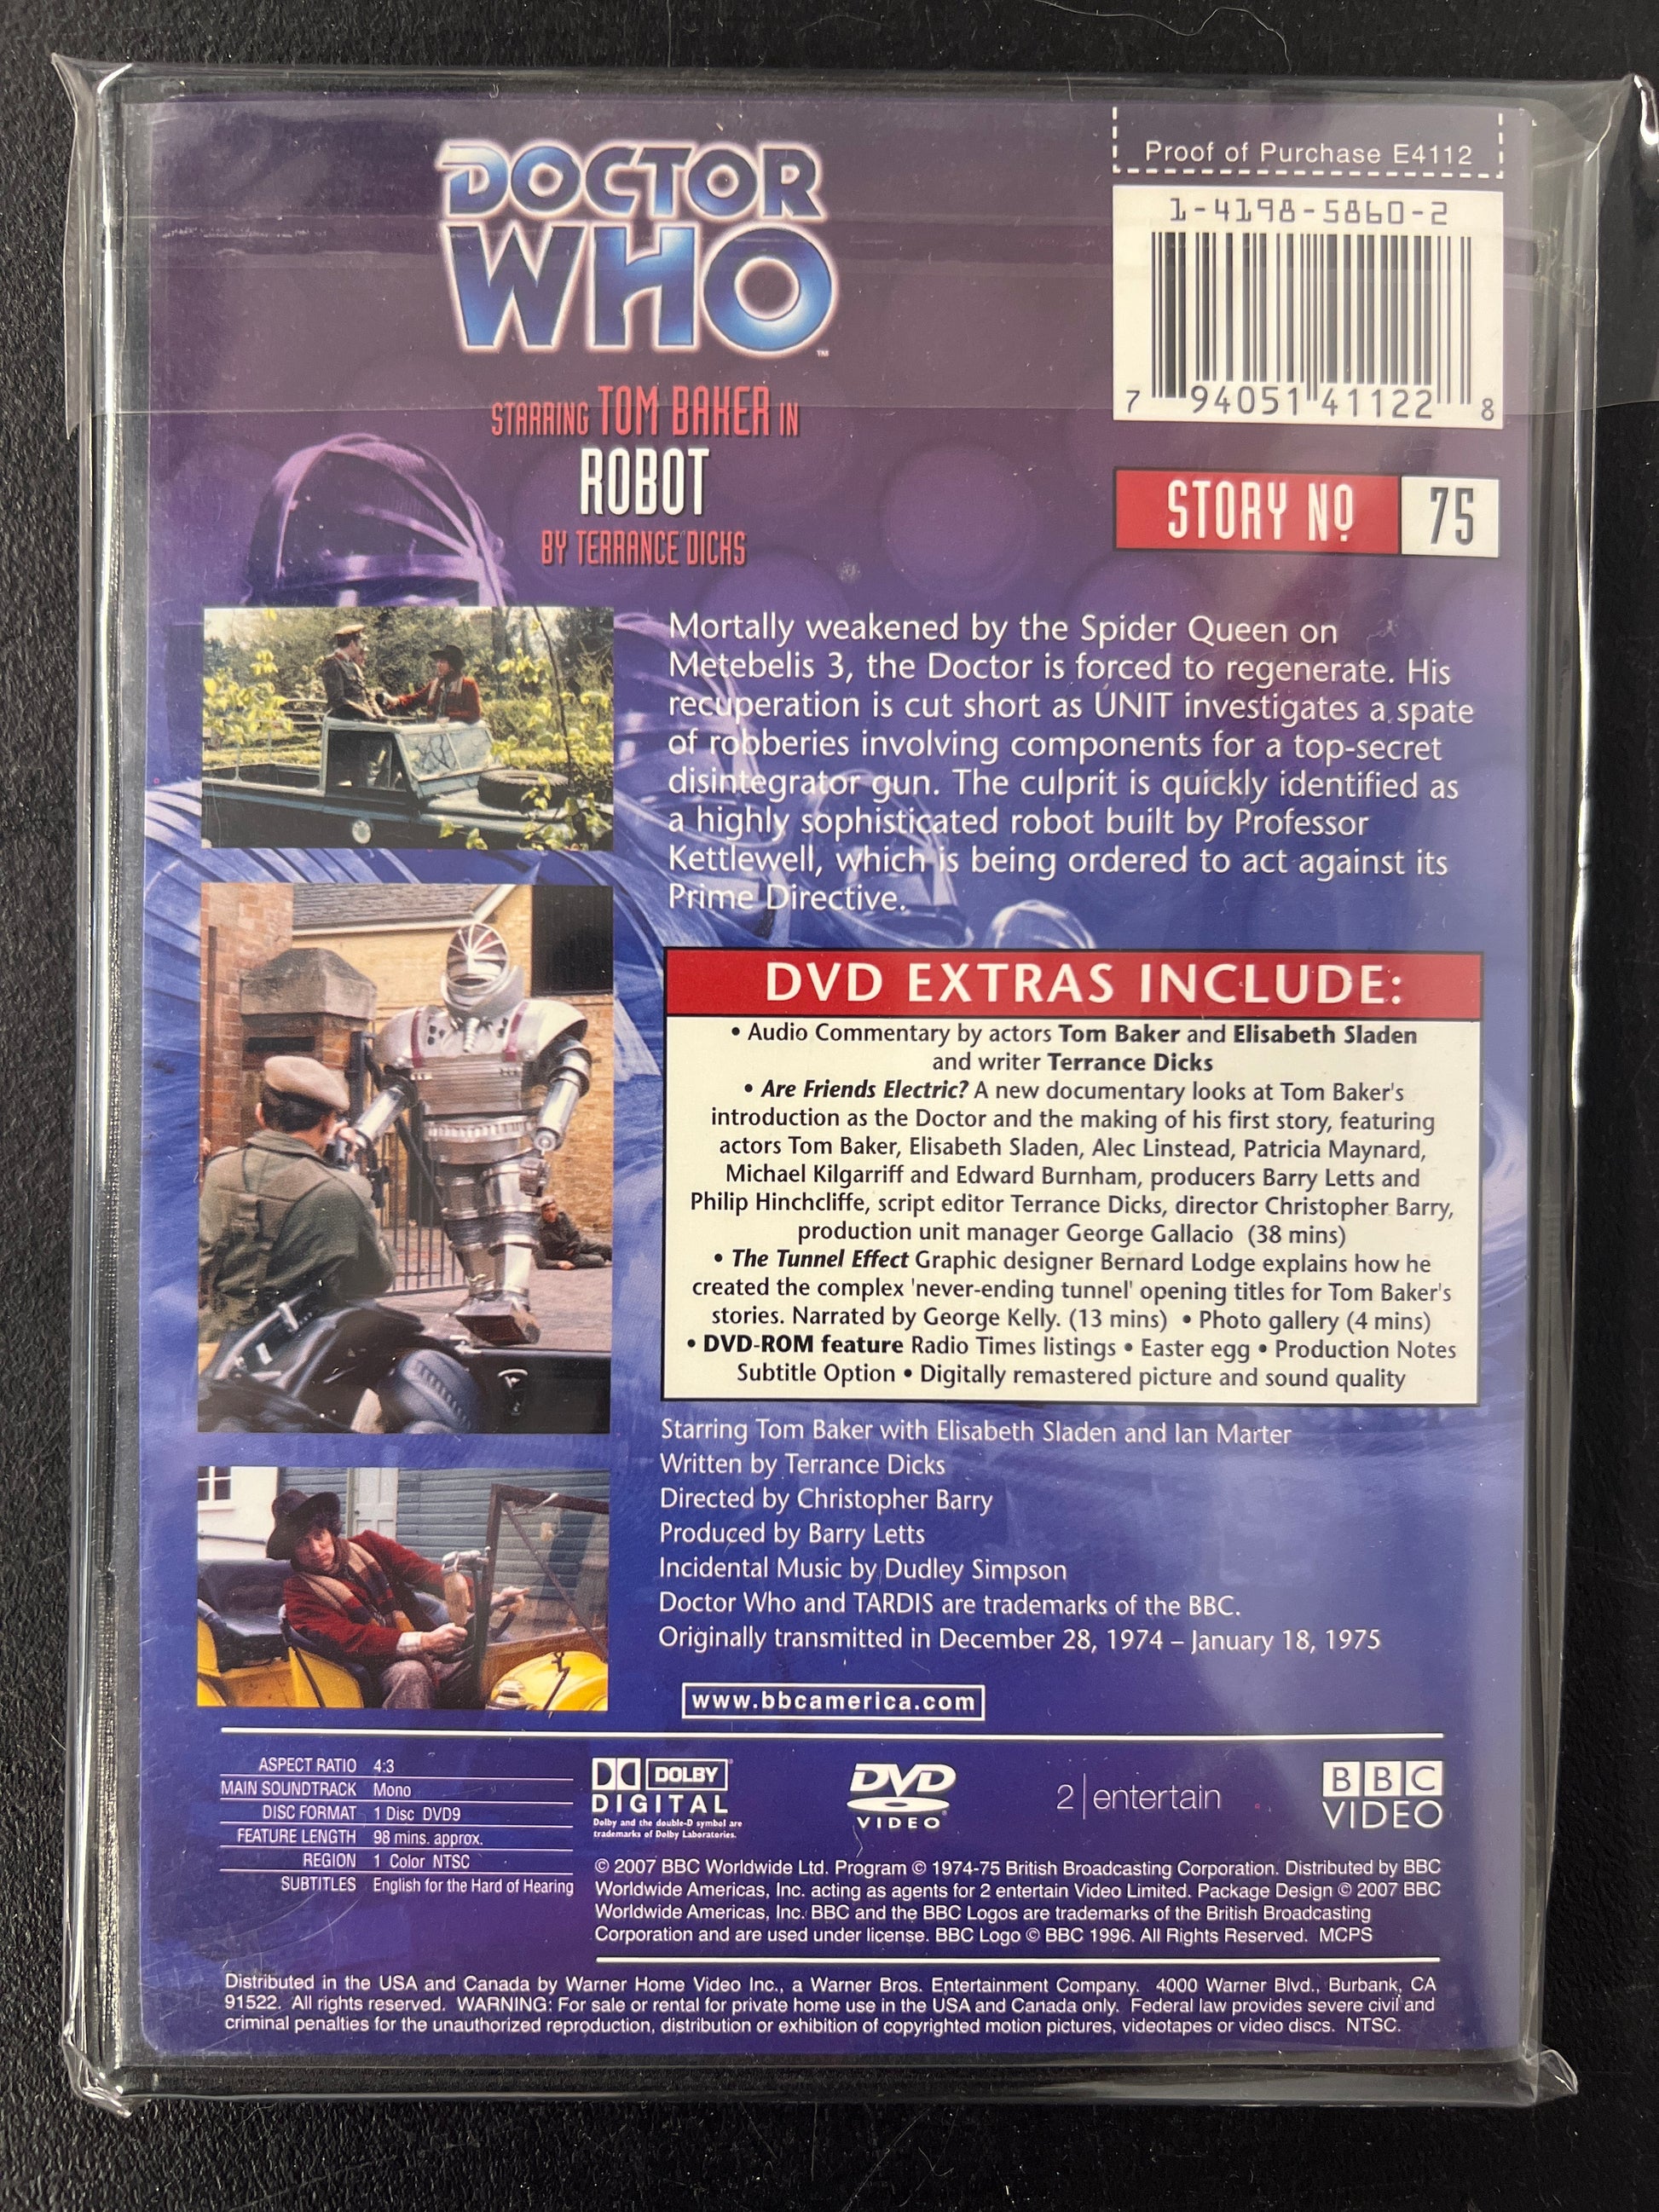 Proof of Purchase E4112
1-4198-5860-2
7 94051 41122 8
DOCTOR
WHO
TM
STARRING TOM BAKER IN
ROBOT
BY TERRANCE DICKS
STORY Nº 75
Mortally weakened by the Spider Queen on
Metebelis 3, the Doctor is forced to regenerate. His
recuperation is cut short as UNIT investigates a spate
of robberies involving components for a top-secret
disintegrator gun. The culprit is quickly identified as
a highly sophisticated robot built by Professor
Kettlewell, which is being ordered to act against its
Prime Directive.
DVD EXTRAS INCLUDE:
• Audio Commentary by actors Tom Baker and Elisabeth Sladen
and writer Terrance Dicks
• Are Friends Electric? A new documentary looks at Tom Baker's
introduction as the Doctor and the making of his first story, featuring
actors Tom Baker, Elisabeth Sladen, Alec Linstead, Patricia Maynard,
Michael Kilgarriff and Edward Burnham, producers Barry Letts and
Philip Hinchcliffe, script editor Terrance Dicks, director Christopher Barry,
production unit manager George Gallacio (38 mins)
• The Tunnel Effect Graphic designer Bernard Lodge explains how he
created the complex 'never-ending tunnel' opening titles for Tom Baker's
stories. Narrated by George Kelly. (13 mins) • Photo gallery (4 mins)
• DVD-ROM feature Radio Times listings • Easter egg • Production Notes
Subtitle Option • Digitally remastered picture and sound quality
Starring Tom Baker with Elisabeth Sladen and Ian Marter
Written by Terrance Dicks
Directed by Christopher Barry
Produced by Barry Letts
Incidental Music by Dudley Simpson
Doctor Who and TARDIS are trademarks of the BBC.
Originally transmitted in December 28, 1974 – January 18, 1975
www.bbcamerica.com
ASPECT RATIO 4:3
MAIN SOUNDTRACK Mono
DISC FORMAT 1 Disc DVD9
FEATURE LENGTH 98 mins. approx.
REGION 1 Color NTSC
SUBTITLES English for the Hard of Hearing
DOLBY
DIGITAL
Dolby and the double-D symbol are
trademarks of Dolby Laboratories.
DVD
VIDEO
2 | entertain
BBC
VIDEO
© 2007 BBC Worldwide Ltd. Program © 1974-75 British Broadcasting Corporation. Distributed by BBC
Worldwide Americas, Inc. acting as agents for 2 entertain Video Limited. Package Design © 2007 BBC
Worldwide Americas, Inc. BBC and the BBC Logos are trademarks of the British Broadcasting
Corporation and are used under license. BBC Logo © BBC 1996. All Rights Reserved. MCPS
Distributed in the USA and Canada by Warner Home Video Inc., a Warner Bros. Entertainment Company. 4000 Warner Blvd., Burbank, CA
91522. All rights reserved. WARNING: For sale or rental for private home use in the USA and Canada only. Federal law provides severe civil and
criminal penalties for the unauthorized reproduction, distribution or exhibition of copyrighted motion pictures, videotapes or video discs. NTSC.